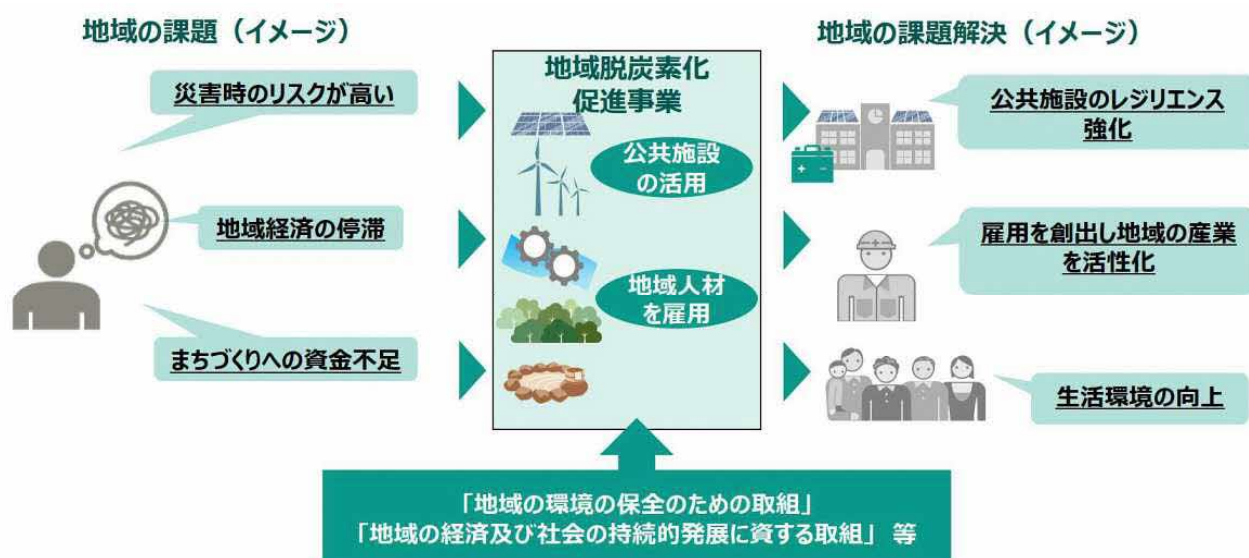 地域の課題（イメージ）
災害時のリスクが高い
地域経済の停滞
まちづくりへの資金不足
地域脱炭素化
促進事業
公共施設
の活用
地域人材
を雇用
地域の課題解決（イメージ）
公共施設のレジリエンス
強化
雇用を創出し地域の産業
を活性化
生活環境の向上
「地域の環境の保全のための取組」
「地域の経済及び社会の持続的発展に資する取組」 等